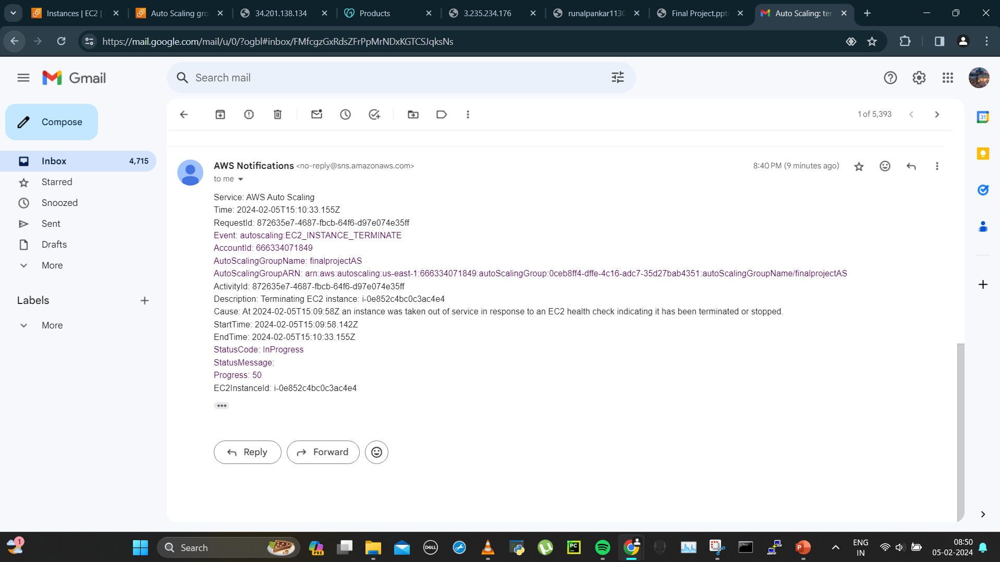 Instances | EC2 |
Auto Scaling gro
34.201.138.134
Products
3.235.234.176
runalpankar1130
Final Project.ppt
Auto Scaling: ter
https://mail.google.com/mail/u/0/?ogbl#inbox/FMfcgzGxRdsZFrPpMrNDxKGTCSJqksNs
Gmail
Search mail
Compose
1 of 5,393
Inbox 4,715
Starred
Snoozed
Sent
Drafts
More
Labels
More
AWS Notifications <no-reply@sns.amazonaws.com>
8:40 PM (9 minutes ago)
to me
Service: AWS Auto Scaling
Time: 2024-02-05T15:10:33.155Z
RequestId: 872635e7-4687-fbcb-64f6-d97e074e35ff
Event: autoscaling:EC2_INSTANCE_TERMINATE
AccountId: 666334071849
AutoScalingGroupName: finalprojectAS
AutoScalingGroupARN: arn:aws:autoscaling:us-east-1:666334071849:autoScalingGroup:0ceb8ff4-dffe-4c16-adc7-35d27bab4351:autoScalingGroupName/finalprojectAS
ActivityId: 872635e7-4687-fbcb-64f6-d97e074e35ff
Description: Terminating EC2 instance: i-0e852c4bc0c3ac4e4
Cause: At 2024-02-05T15:09:58Z an instance was taken out of service in response to an EC2 health check indicating it has been terminated or stopped.
StartTime: 2024-02-05T15:09:58.142Z
EndTime: 2024-02-05T15:10:33.155Z
StatusCode: InProgress
StatusMessage:
Progress: 50
EC2InstanceId: i-0e852c4bc0c3ac4e4
Reply
Forward
31
1
Search
PRE
DELL
PC
P
ENG
IN
08:50
05-02-2024